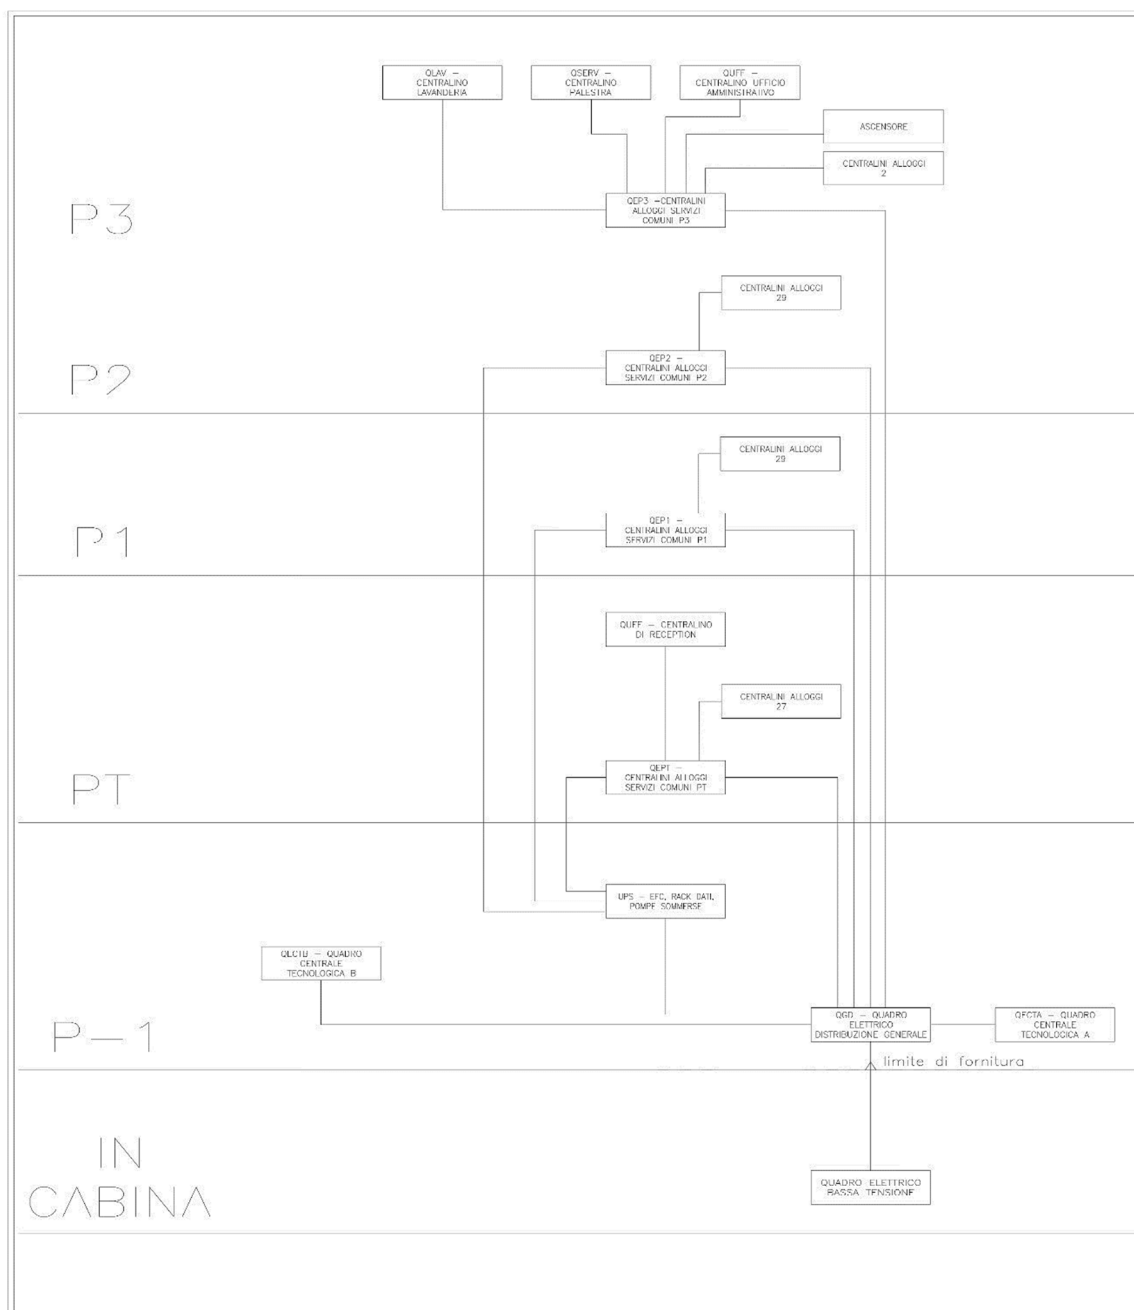 QLAV –
CENTRALINO
LAVANDERIA
QSERV –
CENTRALINO
PALESTRA
QUFF –
CENTRALINO UFFICIO
AMMINISTRATIVO
ASCENSORE
CENTRALINI ALLOGGI
2
P3
QEP3 –CENTRALINI
ALLOGGI SERVIZI
COMUNI P3
CENTRALINI ALLOGGI
29
P2
QEP2 –
CENTRALINI ALLOGGI
SERVIZI COMUNI P2
CENTRALINI ALLOGGI
29
P1
QEP1 –
CENTRALINI ALLOGGI
SERVIZI COMUNI P1
QUFF – CENTRALINO
DI RECEPTION
CENTRALINI ALLOGGI
27
PT
QEPT –
CENTRALINI ALLOGGI
SERVIZI COMUNI PT
UPS – EFC, RACK DATI,
POMPE SOMMERSE
QECTB – QUADRO
CENTRALE
TECNOLOGICA B
P–1
QGD – QUADRO
ELETTRICO
DISTRIBUZIONE GENERALE
QECTA – QUADRO
CENTRALE
TECNOLOGICA A
limite di fornitura
IN
CABINA
QUADRO ELETTRICO
BASSA TENSIONE